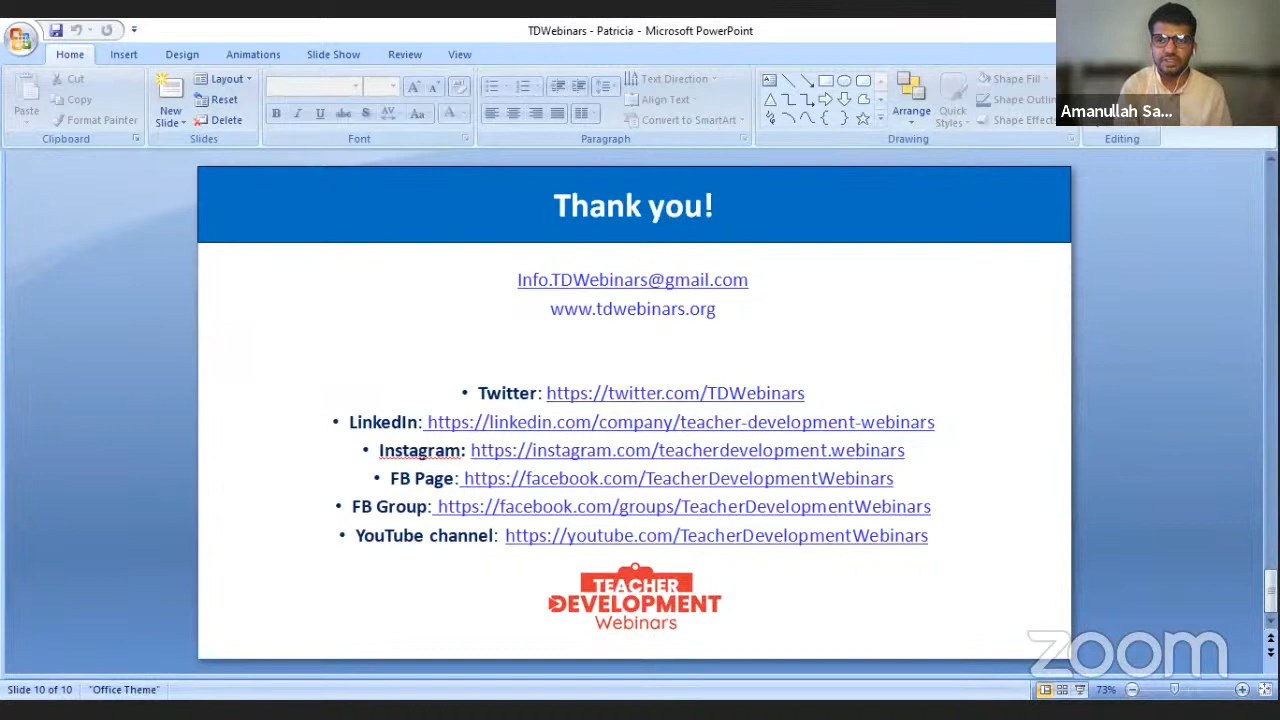 TDWebinars - Patricia - Microsoft PowerPoint
Home Insert Design Animations Slide Show Review View
Paste
Cut
Copy
Format Painter
Clipboard
New Slide
Layout
Reset
Delete
Slides
B I U abc S AV Aa A
Font
Text Direction
Align Text
Convert to SmartArt
Paragraph
Arrange
Quick Styles
Shape Fill
Shape Outlin
Shape Effects
Drawing
Editing
Amanullah Sa...
Thank you!
Info.TDWebinars@gmail.com
www.tdwebinars.org
• Twitter: https://twitter.com/TDWebinars
• LinkedIn: https://linkedin.com/company/teacher-development-webinars
• Instagram: https://instagram.com/teacherdevelopment.webinars
• FB Page: https://facebook.com/TeacherDevelopmentWebinars
• FB Group: https://facebook.com/groups/TeacherDevelopmentWebinars
• YouTube channel: https://youtube.com/TeacherDevelopmentWebinars
TEACHER
DEVELOPMENT
Webinars
zoom
Slide 10 of 10 "Office Theme" 73%